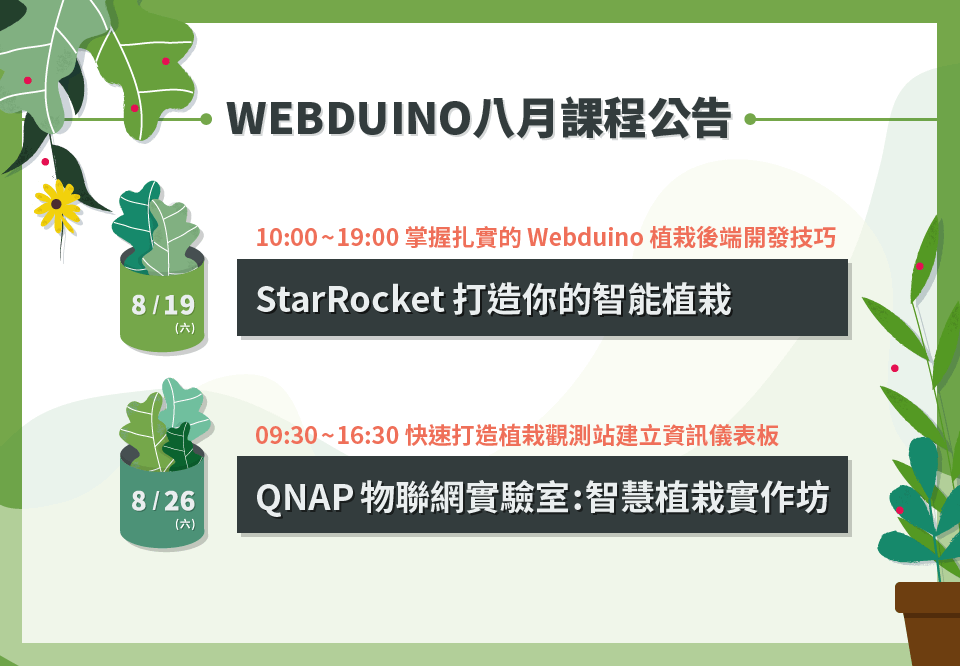 WEBDUINO八月課程公告
10:00~19:00 掌握扎實的 Webduino 植栽後端開發技巧
8/19
(六)
StarRocket 打造你的智能植栽
09:30~16:30 快速打造植栽觀測站建立資訊儀表板
8/26
(六)
QNAP 物聯網實驗室:智慧植栽實作坊